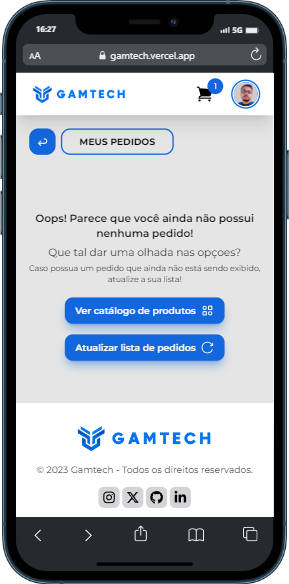 16:27
5G
AA
gamtech.vercel.app
GAMTECH
1
MEUS PEDIDOS
Oops! Parece que você ainda não possui
nenhuma pedido!
Que tal dar uma olhada nas opçoes?
Caso possua um pedido que ainda não está sendo exibido,
atualize a sua lista!
Ver catálogo de produtos
Atualizar lista de pedidos
GAMTECH
© 2023 Gamtech - Todos os direitos reservados.